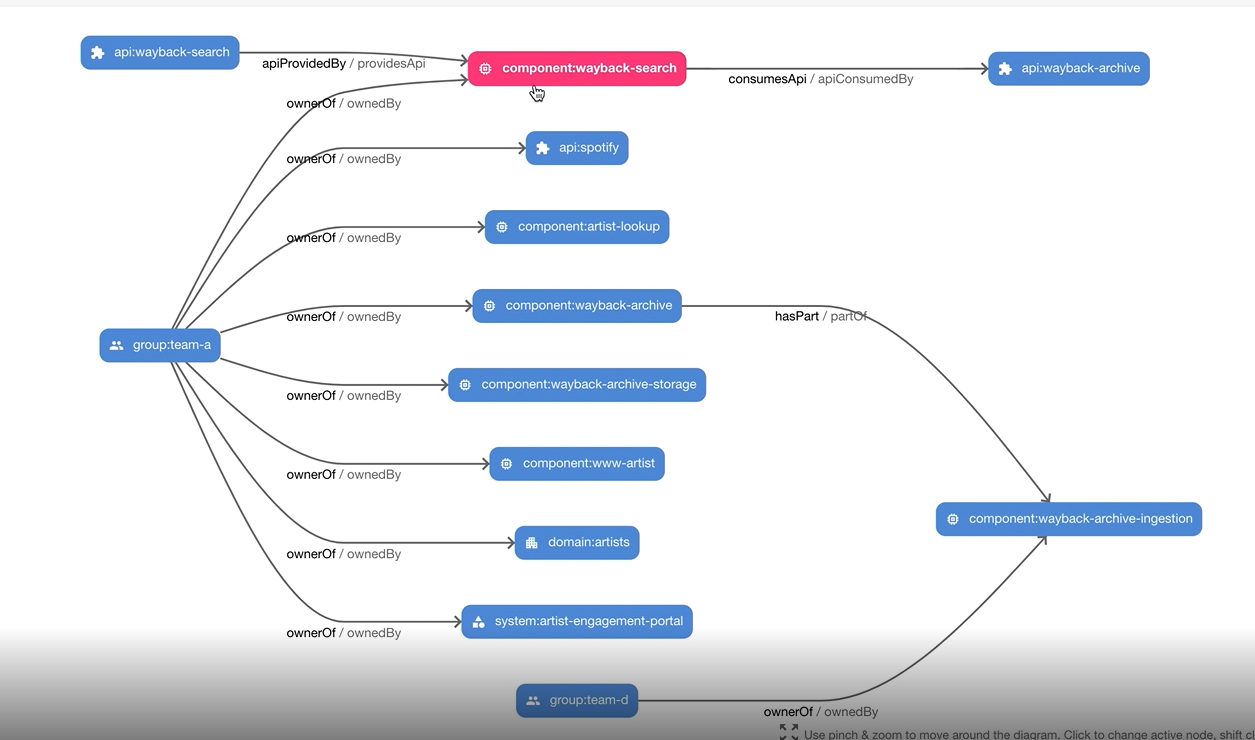 api:wayback-search
apiProvidedBy / providesApi
component:wayback-search
consumesApi / apiConsumedBy
api:wayback-archive
ownerOf / ownedBy
api:spotify
ownerOf / ownedBy
component:artist-lookup
ownerOf / ownedBy
component:wayback-archive
ownerOf / ownedBy
hasPart / partOf
group:team-a
component:wayback-archive-storage
ownerOf / ownedBy
component:www-artist
ownerOf / ownedBy
component:wayback-archive-ingestion
domain:artists
ownerOf / ownedBy
system:artist-engagement-portal
ownerOf / ownedBy
group:team-d
ownerOf / ownedBy
Use pinch & zoom to move around the diagram. Click to change active node, shift